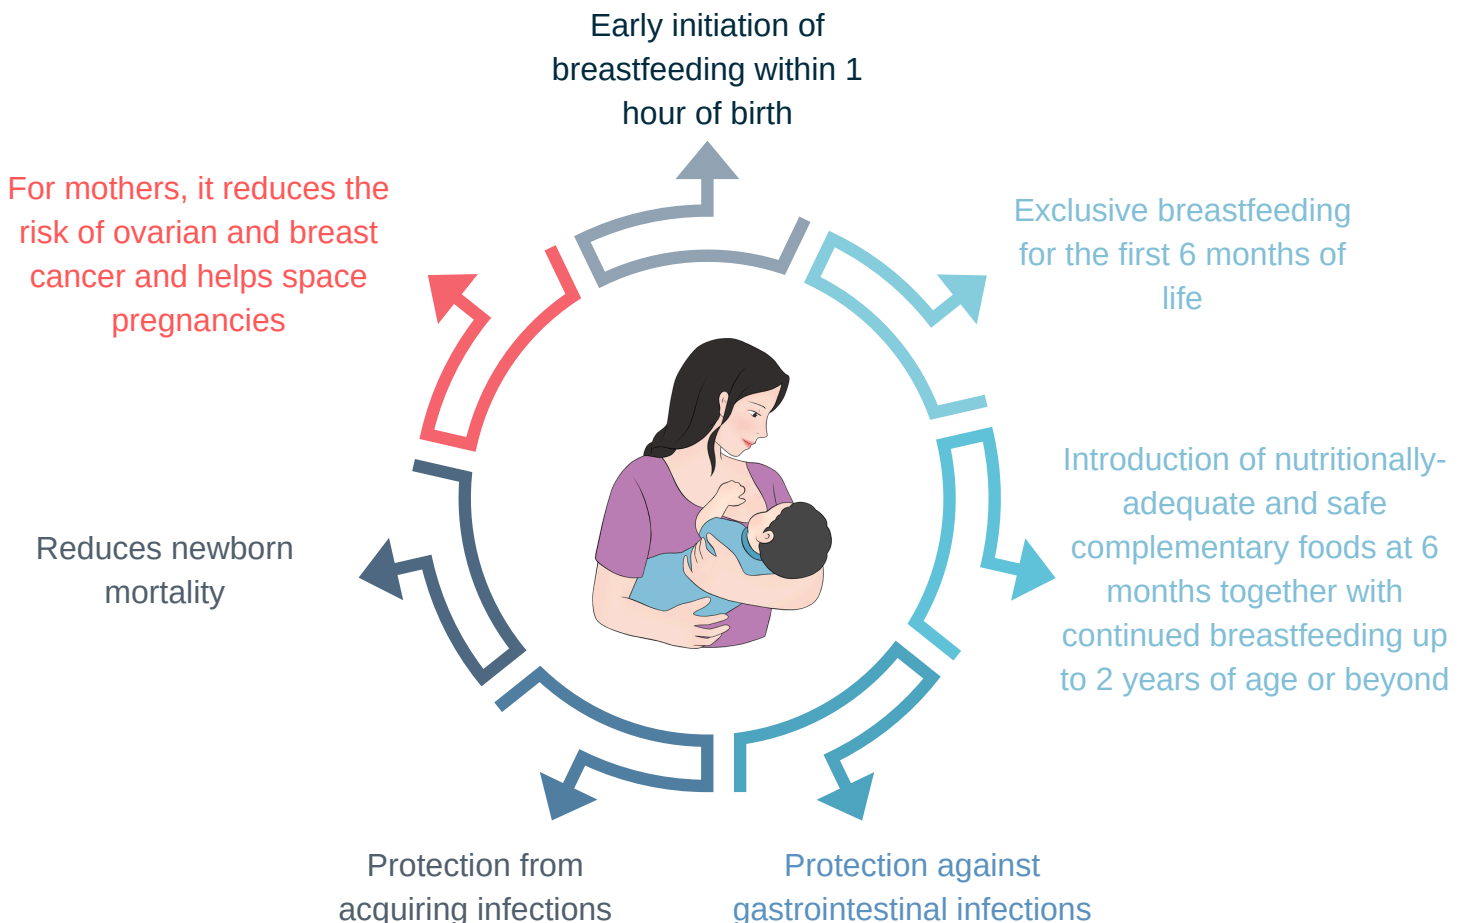 Early initiation of
breastfeeding within 1
hour of birth
Exclusive breastfeeding
for the first 6 months of
life
Introduction of nutritionally-
adequate and safe
complementary foods at 6
months together with
continued breastfeeding up
to 2 years of age or beyond
Protection against
gastrointestinal infections
Protection from
acquiring infections
Reduces newborn
mortality
For mothers, it reduces the
risk of ovarian and breast
cancer and helps space
pregnancies